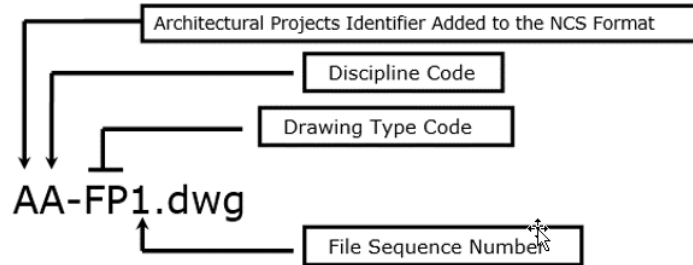 Architectural Projects Identifier Added to the NCS Format
Discipline Code
Drawing Type Code
AA-FP1.dwg
File Sequence Number